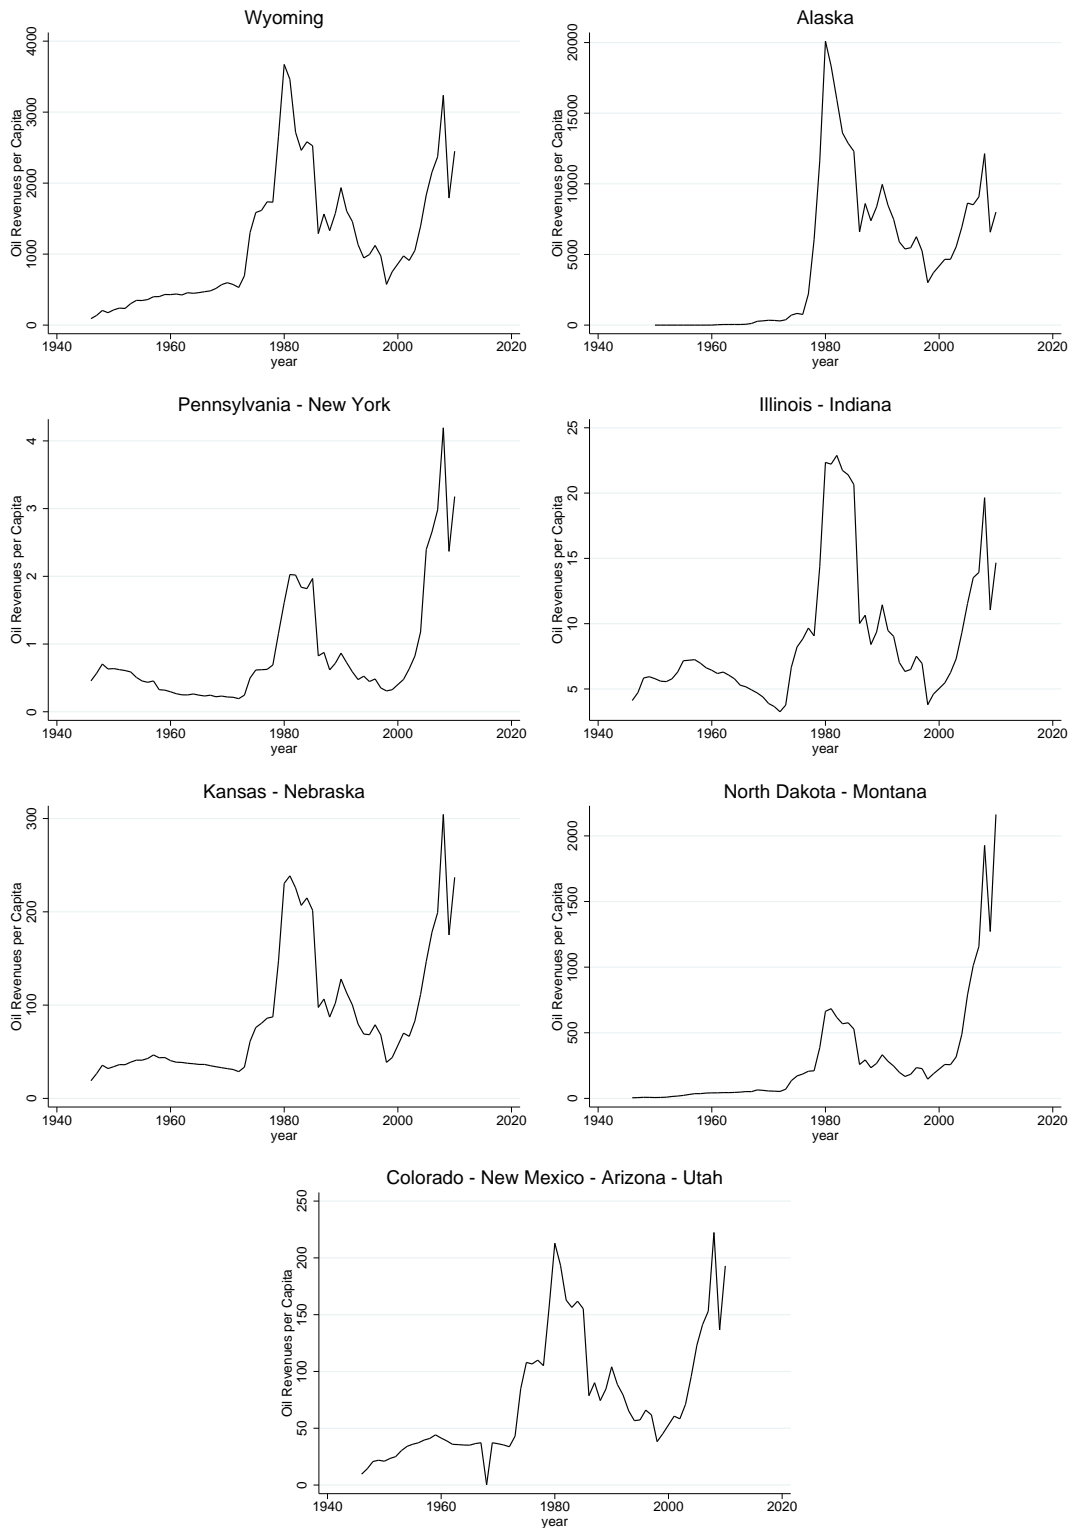 Wyoming
Oil Revenues per Capita
4000
3000
2000
1000
0
1940 1960 1980 2000 2020
year
Alaska
Oil Revenues per Capita
20000
15000
10000
5000
0
1940 1960 1980 2000 2020
year
Pennsylvania - New York
Oil Revenues per Capita
4
3
2
1
0
1940 1960 1980 2000 2020
year
Illinois - Indiana
Oil Revenues per Capita
25
20
15
10
5
1940 1960 1980 2000 2020
year
Kansas - Nebraska
Oil Revenues per Capita
300
200
100
0
1940 1960 1980 2000 2020
year
North Dakota - Montana
Oil Revenues per Capita
2000
1500
1000
500
0
1940 1960 1980 2000 2020
year
Colorado - New Mexico - Arizona - Utah
Oil Revenues per Capita
250
200
150
100
50
0
1940 1960 1980 2000 2020
year